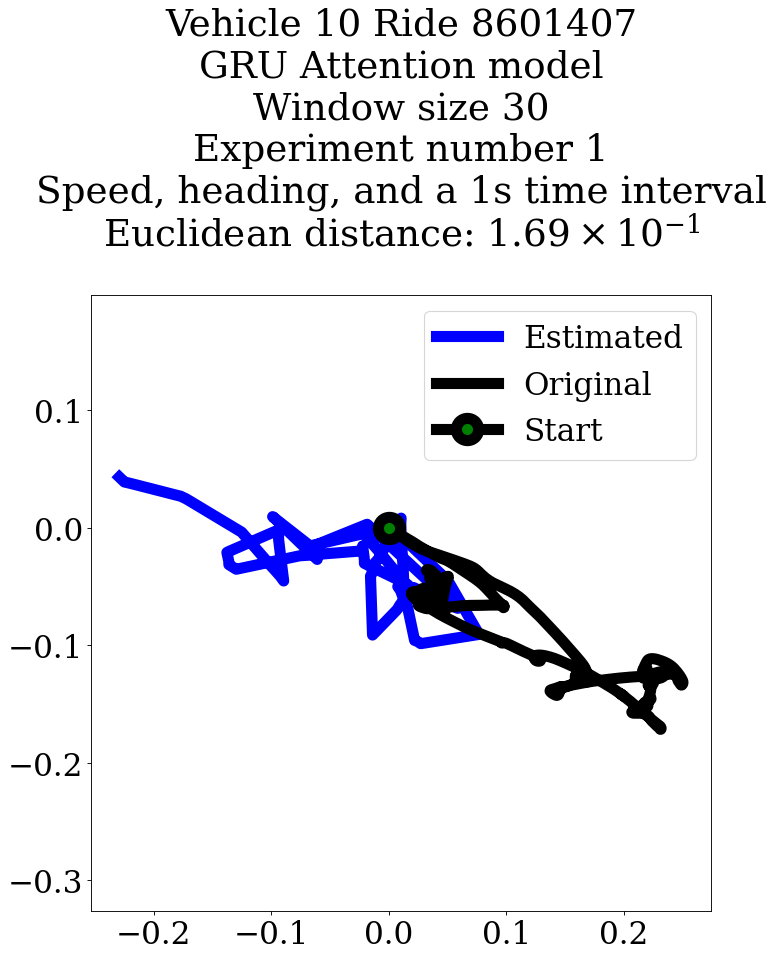 Vehicle 10 Ride 8601407
GRU Attention model
Window size 30
Experiment number 1
Speed, heading, and a 1s time interval
Euclidean distance: 1.69 × 10⁻¹
Estimated
Original
Start
0.1
0.0
−0.1
−0.2
−0.3
−0.2 −0.1 0.0 0.1 0.2